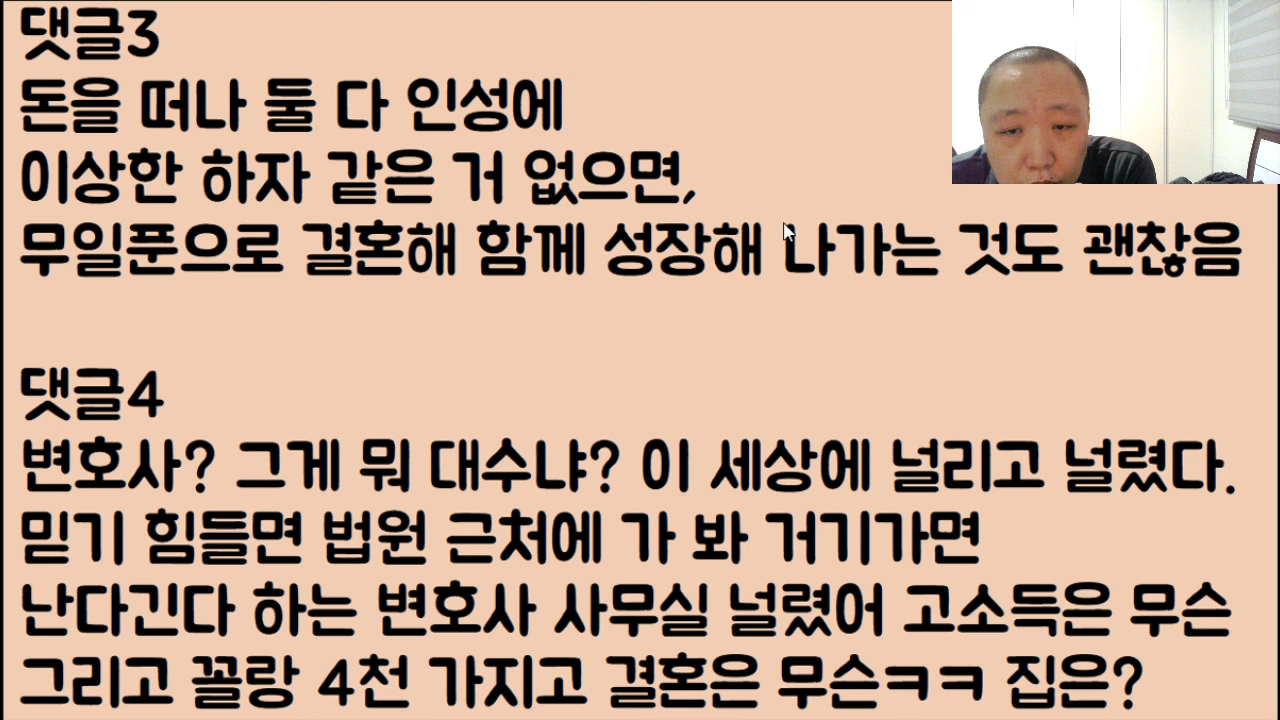 댓글3
돈을 떠나 둘 다 인성에
이상한 하자 같은 거 없으면,
무일푼으로 결혼해 함께 성장해 나가는 것도 괜찮음
댓글4
변호사? 그게 뭐 대수냐? 이 세상에 널리고 널렸다.
믿기 힘들면 법원 근처에 가 봐 거기가면
난다긴다 하는 변호사 사무실 널렸어 고소득은 무슨
그리고 꼴랑 4천 가지고 결혼은 무슨ㅋㅋ 집은?